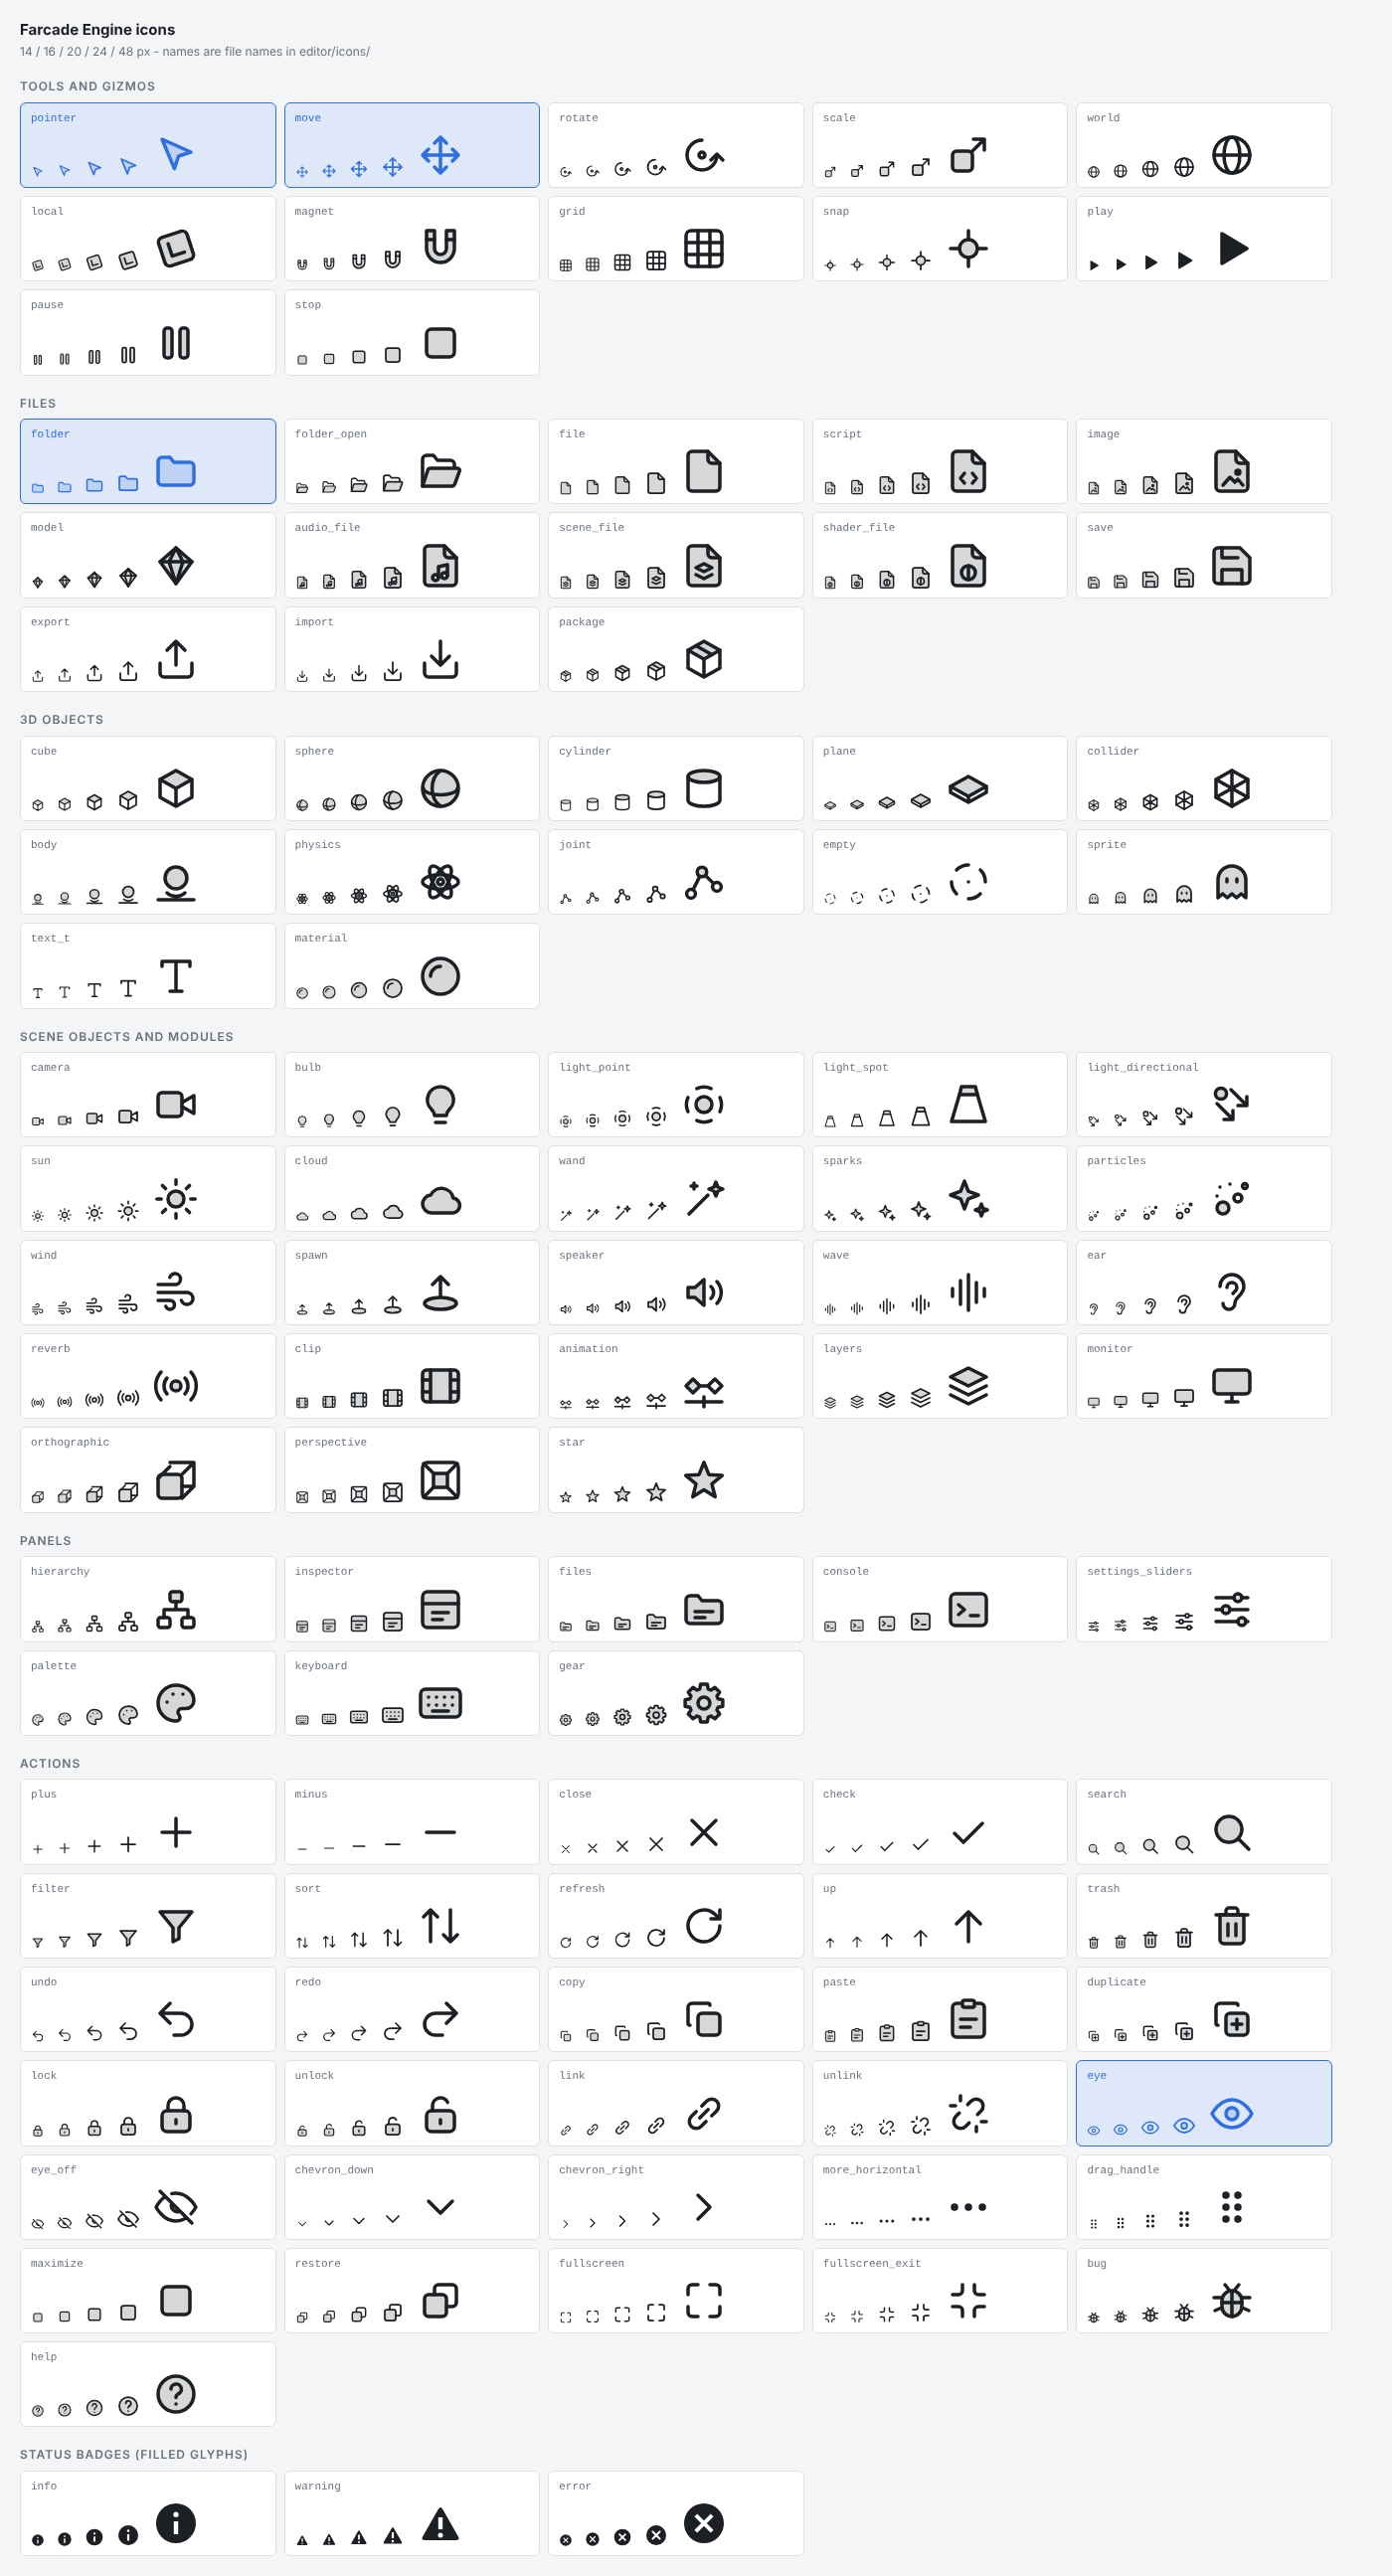 Farcade Engine icons
14 / 16 / 20 / 24 / 48 px - names are file names in editor/icons/
TOOLS AND GIZMOS
pointer move rotate scale world
local magnet grid snap play
pause stop
FILES
folder folder_open file script image
model audio_file scene_file shader_file save
export import package
3D OBJECTS
cube sphere cylinder plane collider
body physics joint empty sprite
text_t material
SCENE OBJECTS AND MODULES
camera bulb light_point light_spot light_directional
sun cloud wand sparks particles
wind spawn speaker wave ear
reverb clip animation layers monitor
orthographic perspective star
PANELS
hierarchy inspector files console settings_sliders
palette keyboard gear
ACTIONS
plus minus close check search
filter sort refresh up trash
undo redo copy paste duplicate
lock unlock link unlink eye
eye_off chevron_down chevron_right more_horizontal drag_handle
maximize restore fullscreen fullscreen_exit bug
help
STATUS BADGES (FILLED GLYPHS)
info warning error